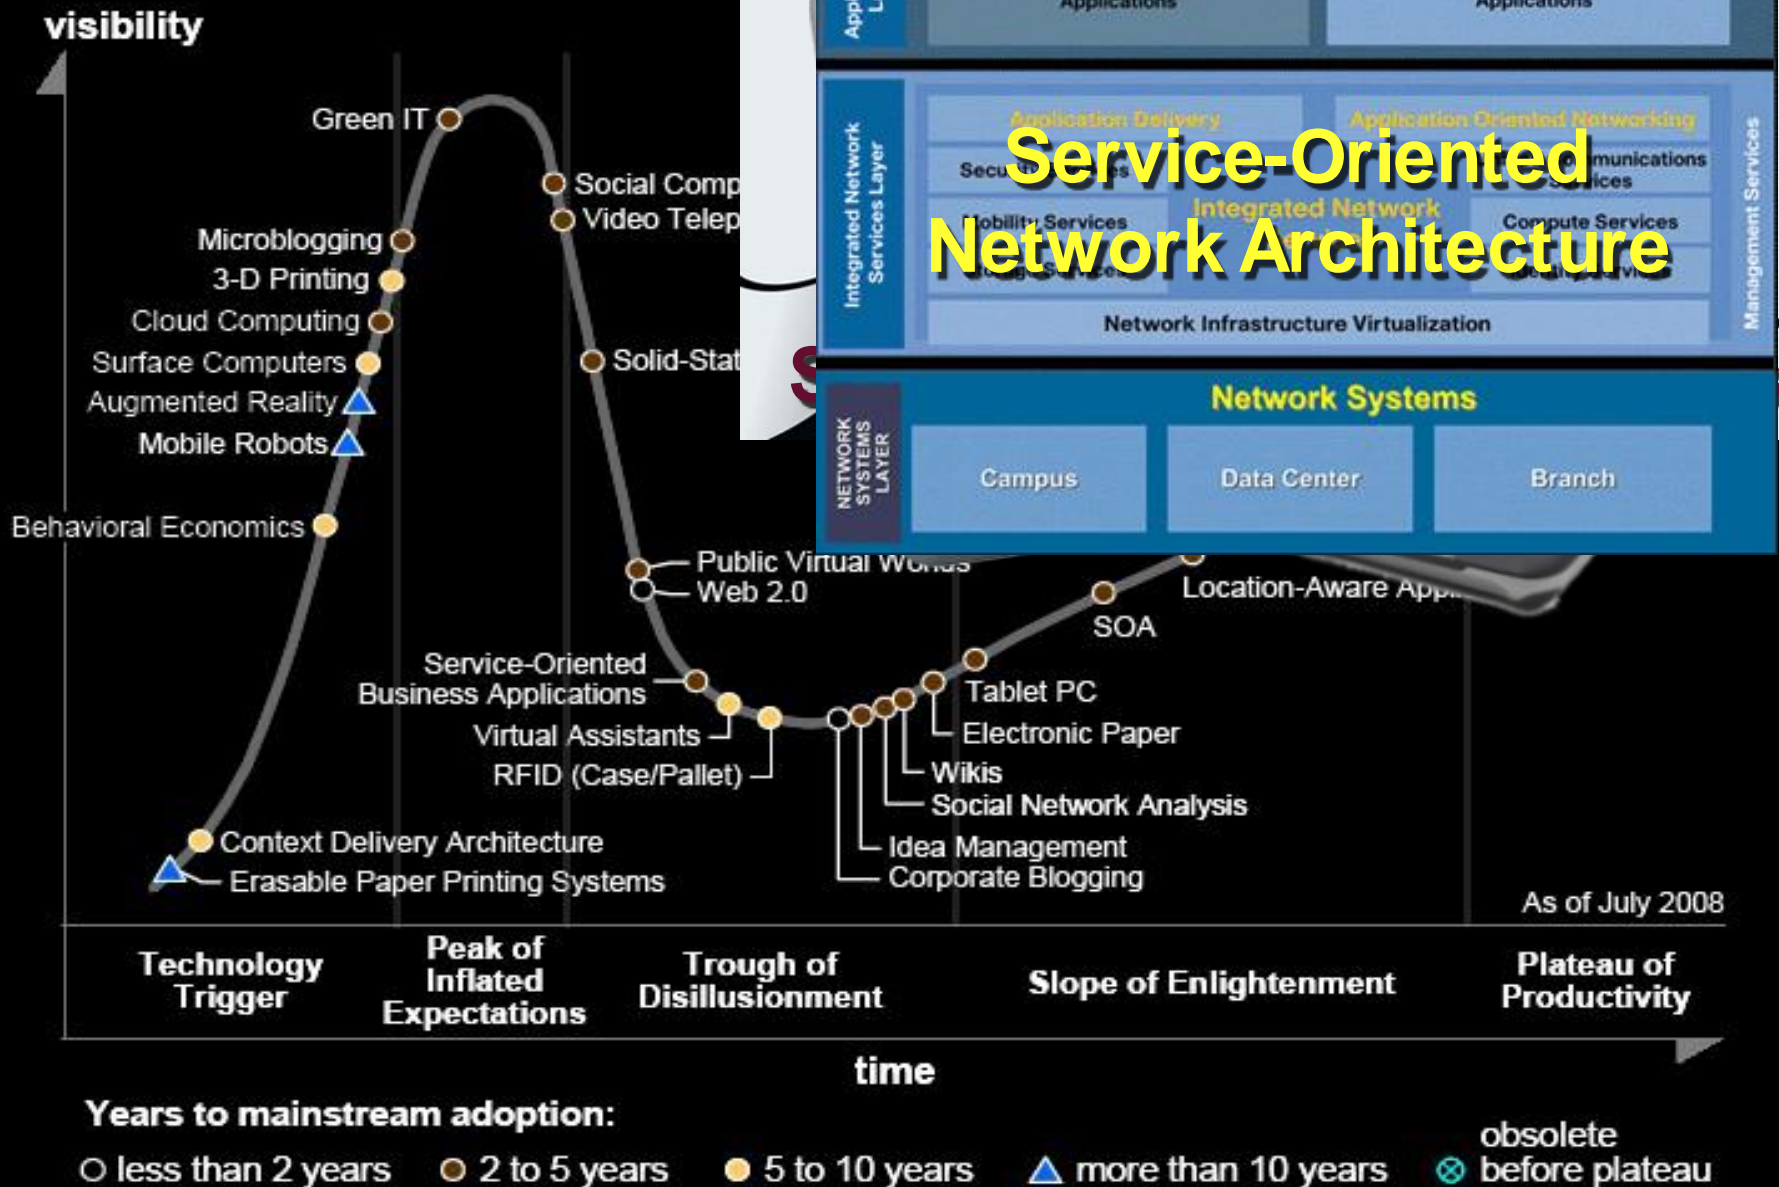 visibility
Green IT
Social Comp
Video Telep
Microblogging
3-D Printing
Cloud Computing
Surface Computers
Solid-Stat
Augmented Reality
Mobile Robots
Behavioral Economics
Public Virtual Worlds
Web 2.0
Location-Aware Appl
SOA
Service-Oriented
Business Applications
Tablet PC
Virtual Assistants
Electronic Paper
RFID (Case/Pallet)
Wikis
Social Network Analysis
Context Delivery Architecture
Idea Management
Erasable Paper Printing Systems
Corporate Blogging
As of July 2008
Technology
Trigger
Peak of
Inflated
Expectations
Trough of
Disillusionment
Slope of Enlightenment
Plateau of
Productivity
time
Years to mainstream adoption:
less than 2 years
2 to 5 years
5 to 10 years
more than 10 years
obsolete
before plateau
Applications
Applications
Integrated Network
Services Layer
Application Delivery
Application Oriented Networking
Service-Oriented
Network Architecture
Mobility Services
Integrated Network
Compute Services
Network Infrastructure Virtualization
Management Services
NETWORK
SYSTEMS
LAYER
Network Systems
Campus
Data Center
Branch